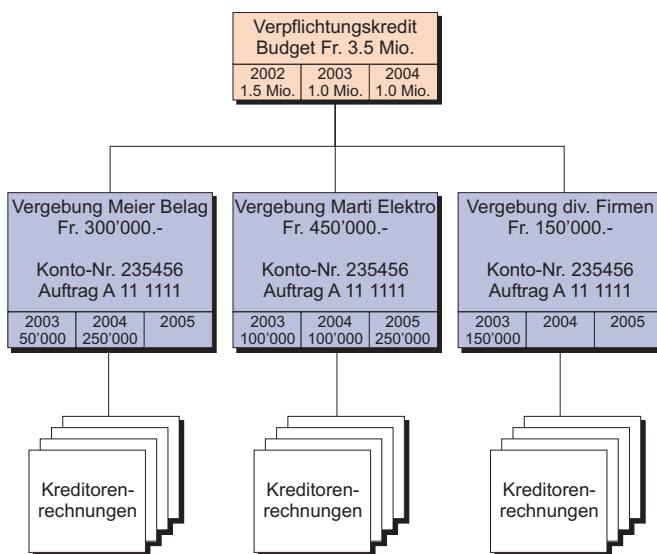 Verpflichtungskredit
Budget Fr. 3.5 Mio.
2002 2003 2004
1.5 Mio. 1.0 Mio. 1.0 Mio.
Vergebung Meier Belag
Fr. 300'000.-
Konto-Nr. 235456
Auftrag A 11 1111
2003 2004 2005
50'000 250'000
Vergebung Marti Elektro
Fr. 450'000.-
Konto-Nr. 235456
Auftrag A 11 1111
2003 2004 2005
100'000 100'000 250'000
Vergebung div. Firmen
Fr. 150'000.-
Konto-Nr. 235456
Auftrag A 11 1111
2003 2004 2005
150'000
Kreditoren-
rechnungen
Kreditoren-
rechnungen
Kreditoren-
rechnungen